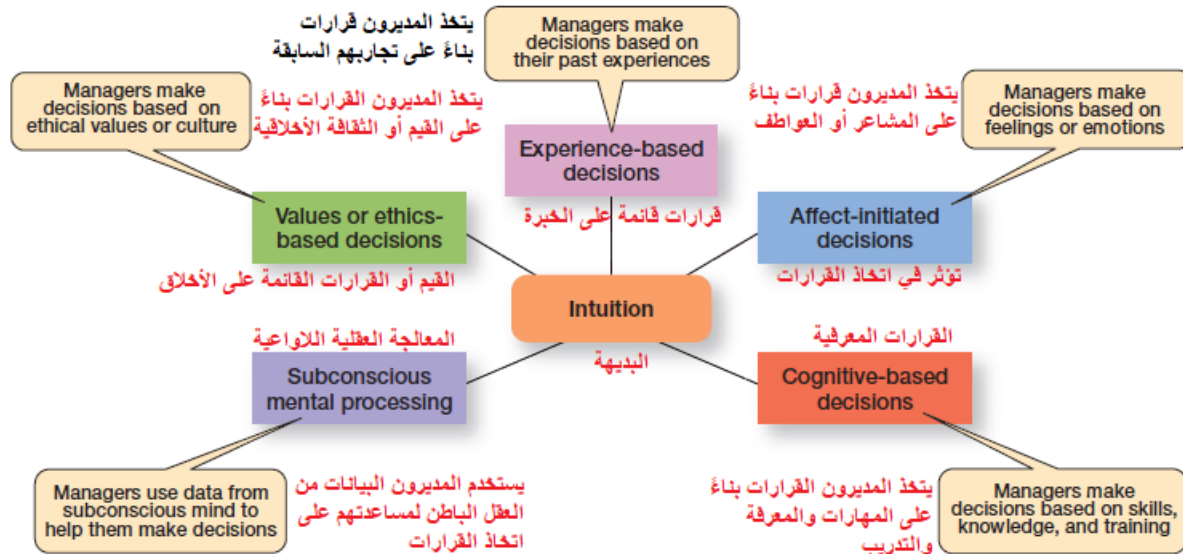 يتخذ المديرون قرارات
بناءً على تجاربهم السابقة
Managers make
decisions based on
their past experiences
Managers make
decisions based on
ethical values or culture
يتخذ المديرون القرارات بناءً
على القيم أو الثقافة الأخلاقية
يتخذ المديرون قرارات بناءً
على المشاعر أو العواطف
Managers make
decisions based on
feelings or emotions
Experience-based
decisions
قرارات قائمة على الخبرة
Values or ethics-
based decisions
القيم أو القرارات القائمة على الأخلاق
Affect-initiated
decisions
تؤثر في اتخاذ القرارات
Intuition
البديهة
المعالجة العقلية اللاواعية
Subconscious
mental processing
القرارات المعرفية
Cognitive-based
decisions
Managers use data from
subconscious mind to
help them make decisions
يستخدم المديرون البيانات من
العقل الباطن لمساعدتهم على
اتخاذ القرارات
يتخذ المديرون القرارات بناءً
على المهارات والمعرفة
والتدريب
Managers make
decisions based on skills,
knowledge, and training